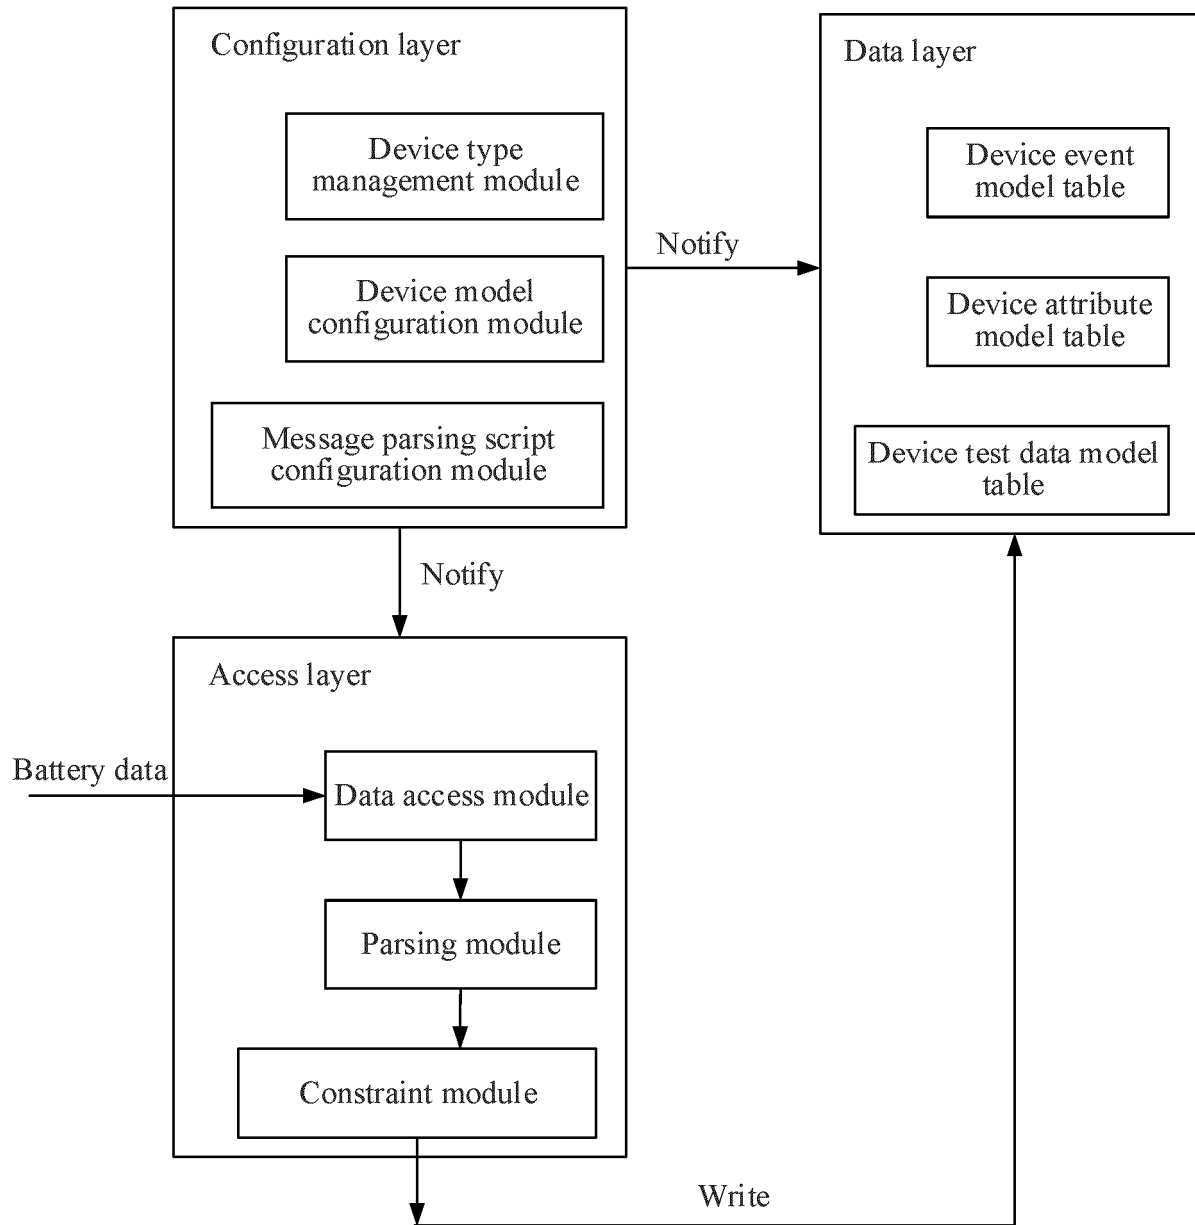 Configuration layer
Device type
management module
Device model
configuration module
Message parsing script
configuration module
Notify
Data layer
Device event
model table
Device attribute
model table
Device test data model
table
Notify
Access layer
Battery data
Data access module
Parsing module
Constraint module
Write